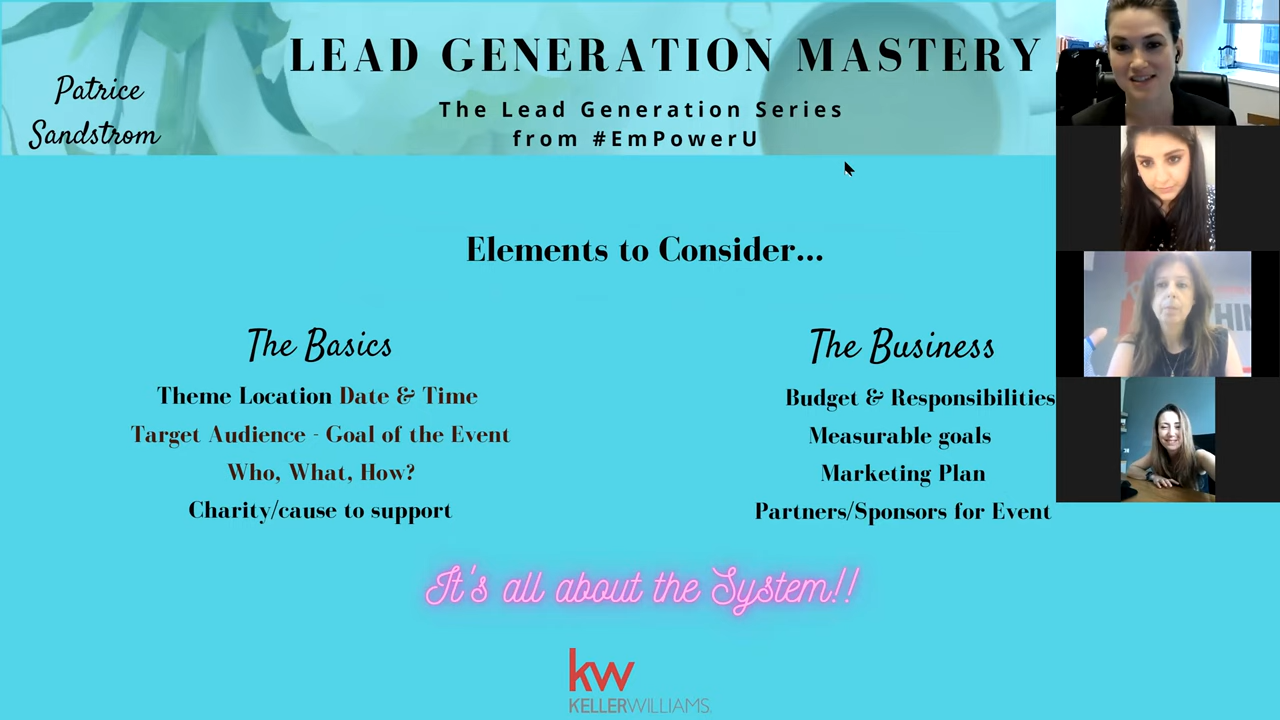 LEAD GENERATION MASTERY
Patrice
Sandstrom
The Lead Generation Series
from #EmPowerU
Elements to Consider...
The Basics
Theme Location Date & Time
Target Audience - Goal of the Event
Who, What, How?
Charity/cause to support
The Business
Budget & Responsibilities
Measurable goals
Marketing Plan
Partners/Sponsors for Event
It's all about the System!!
kw
KELLERWILLIAMS.